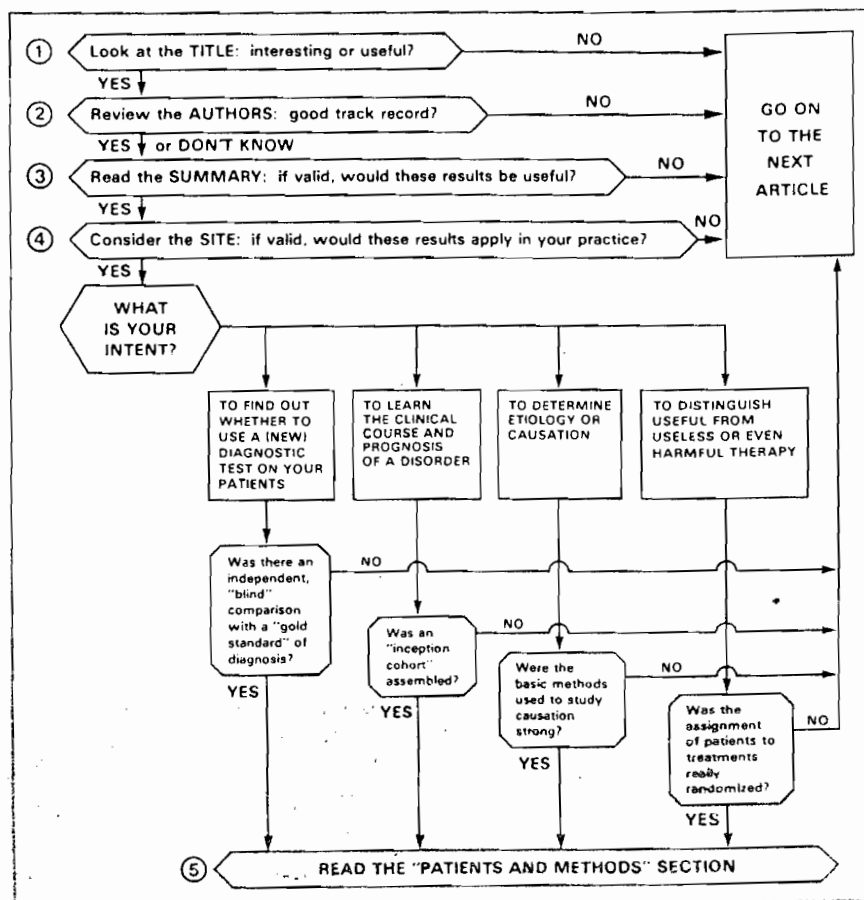 ① Look at the TITLE: interesting or useful?
NO
YES
② Review the AUTHORS: good track record?
NO
YES or DON'T KNOW
③ Read the SUMMARY: if valid, would these results be useful?
NO
YES
④ Consider the SITE: if valid, would these results apply in your practice?
NO
YES
GO ON
TO THE
NEXT
ARTICLE
WHAT
IS YOUR
INTENT?
TO FIND OUT
WHETHER TO
USE A (NEW)
DIAGNOSTIC
TEST ON YOUR
PATIENTS
TO LEARN
THE CLINICAL
COURSE AND
PROGNOSIS
OF A DISORDER
TO DETERMINE
ETIOLOGY OR
CAUSATION
TO DISTINGUISH
USEFUL FROM
USELESS OR EVEN
HARMFUL THERAPY
Was there an
independent,
"blind"
comparison
with a "gold
standard" of
diagnosis?
NO
YES
Was an
"inception
cohort"
assembled?
NO
YES
Were the
basic methods
used to study
causation
strong?
NO
YES
Was the
assignment
of patients to
treatments
really
randomized?
NO
YES
⑤ READ THE "PATIENTS AND METHODS" SECTION